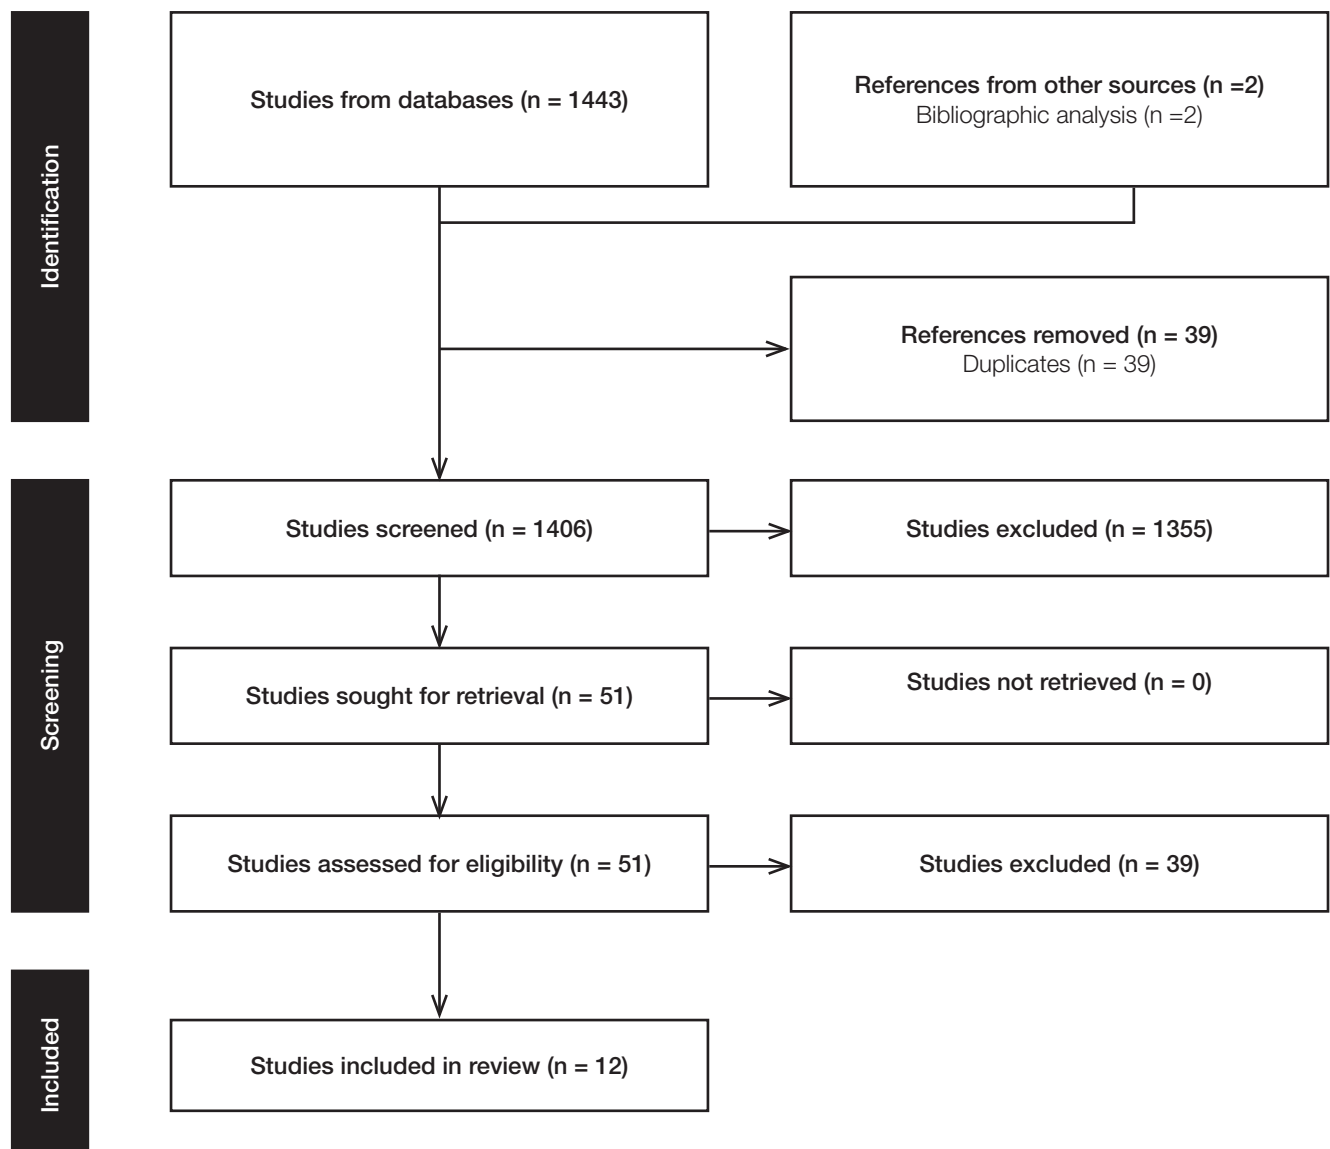 Identification
Studies from databases (n = 1443)
References from other sources (n =2)
Bibliographic analysis (n =2)
References removed (n = 39)
Duplicates (n = 39)
Screening
Studies screened (n = 1406)
Studies excluded (n = 1355)
Studies sought for retrieval (n = 51)
Studies not retrieved (n = 0)
Studies assessed for eligibility (n = 51)
Studies excluded (n = 39)
Included
Studies included in review (n = 12)